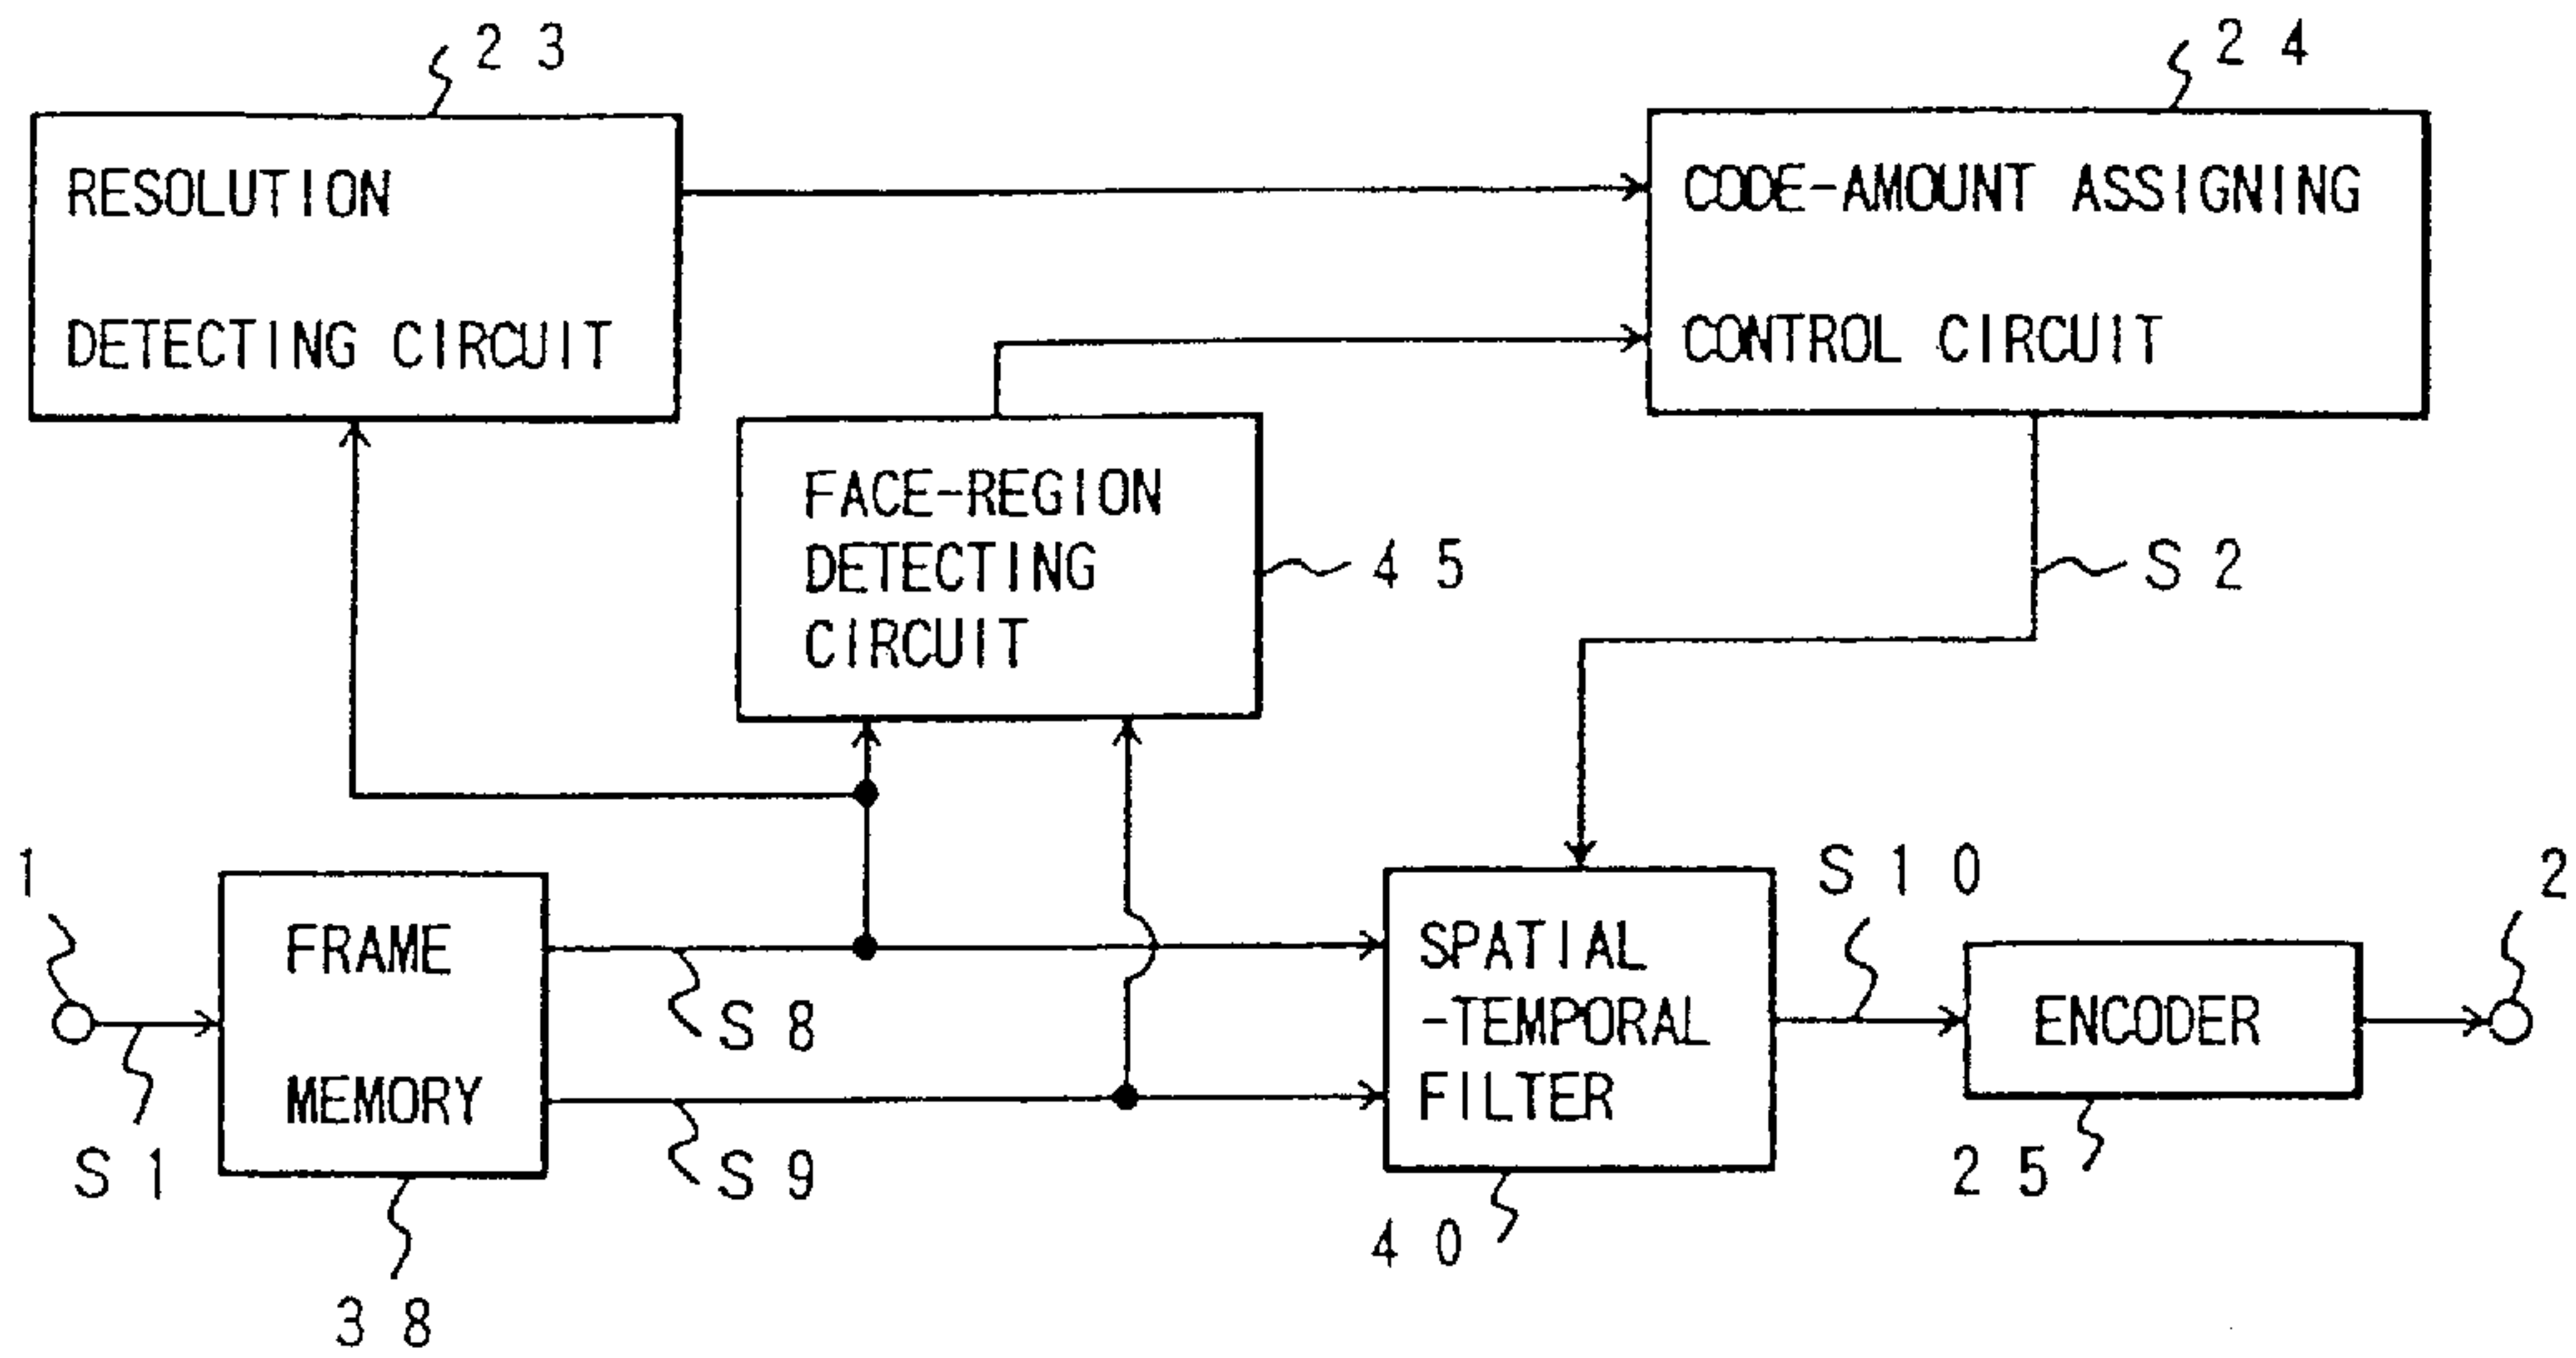 2 3
2 4
RESOLUTION
DETECTING CIRCUIT
CODE-AMOUNT ASSIGNING
CONTROL CIRCUIT
FACE-REGION
DETECTING
CIRCUIT
4 5
S 2
1
FRAME
MEMORY
S 1
3 8
S 8
S 9
SPATIAL
-TEMPORAL
FILTER
4 0
S 1 0
ENCODER
2 5
2